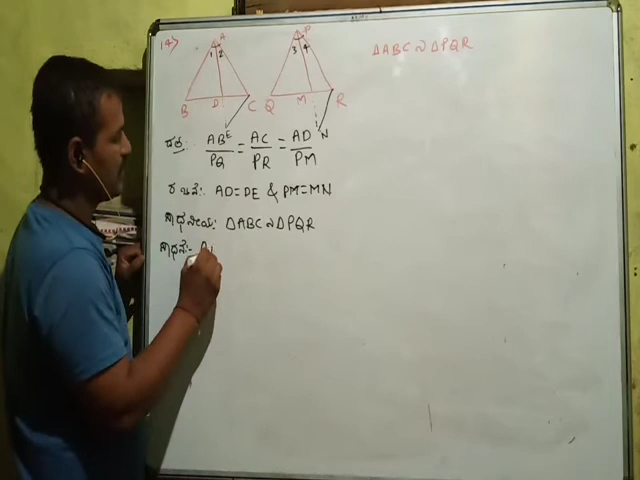 14>
A P
1 2 3 4
ΔABC ~ ΔPQR
B D C Q M R
E N
ದತ್ತ: AB/PQ = AC/PR = AD/PM
ರಚನೆ: AD=DE & PM=MN
ಸಾಧನೀಯ: ΔABC ~ ΔPQR
ಸಾಧನೆ:-